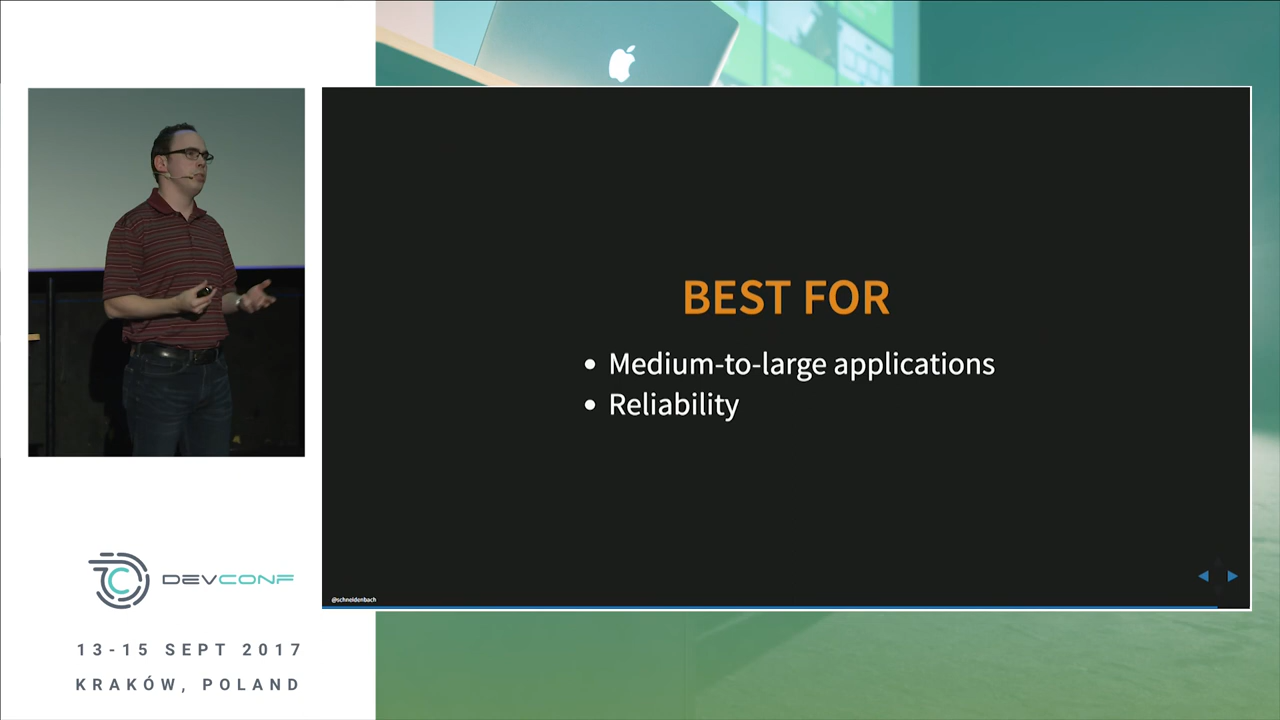 BEST FOR
• Medium-to-large applications
• Reliability
@schneidenbach
DEVCONF
13-15 SEPT 2017
KRAKÓW, POLAND